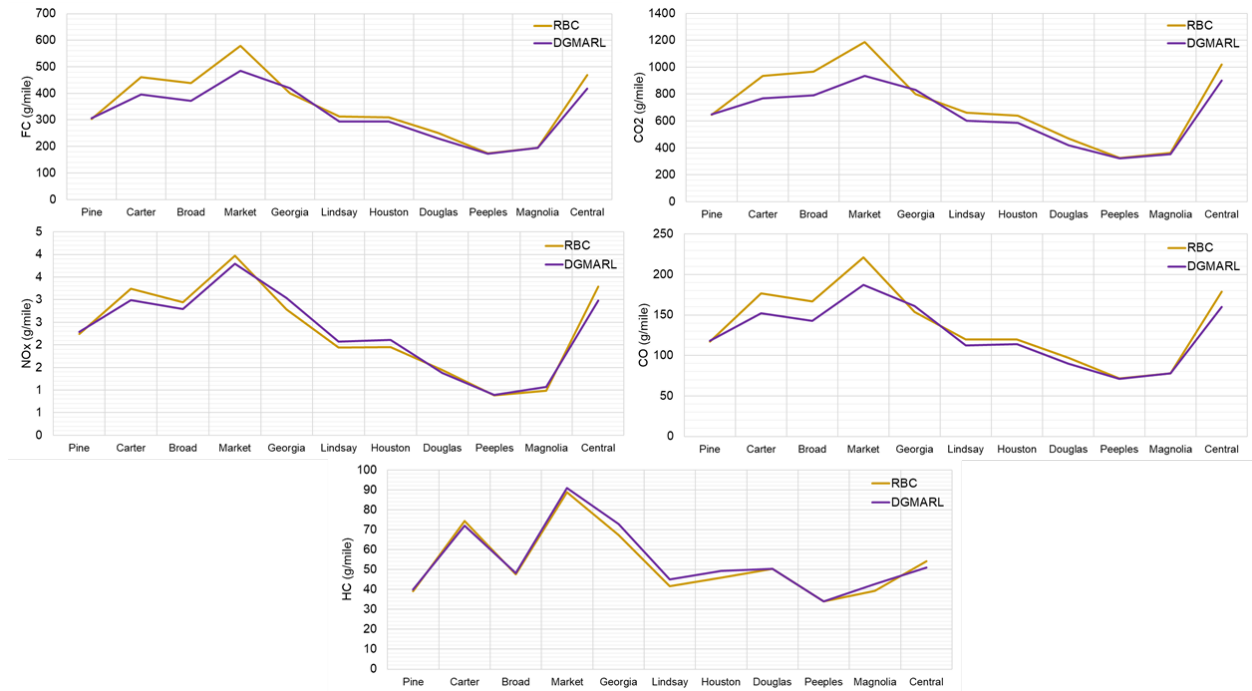 FC (g/mile)
700
600
500
400
300
200
100
0
RBC
DGMARL
Pine Carter Broad Market Georgia Lindsay Houston Douglas Peeples Magnolia Central
CO2 (g/mile)
1400
1200
1000
800
600
400
200
0
RBC
DGMARL
Pine Carter Broad Market Georgia Lindsay Houston Douglas Peeples Magnolia Central
NOx (g/mile)
5
4
4
3
3
2
2
1
1
0
RBC
DGMARL
Pine Carter Broad Market Georgia Lindsay Houston Douglas Peeples Magnolia Central
CO (g/mile)
250
200
150
100
50
0
RBC
DGMARL
Pine Carter Broad Market Georgia Lindsay Houston Douglas Peeples Magnolia Central
HC (g/mile)
100
90
80
70
60
50
40
30
20
10
0
RBC
DGMARL
Pine Carter Broad Market Georgia Lindsay Houston Douglas Peeples Magnolia Central